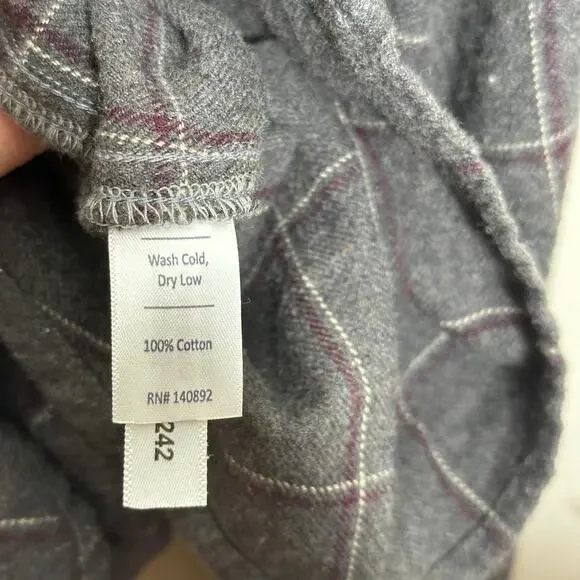 Wash Cold,
Dry Low
100% Cotton
RN# 140892
242